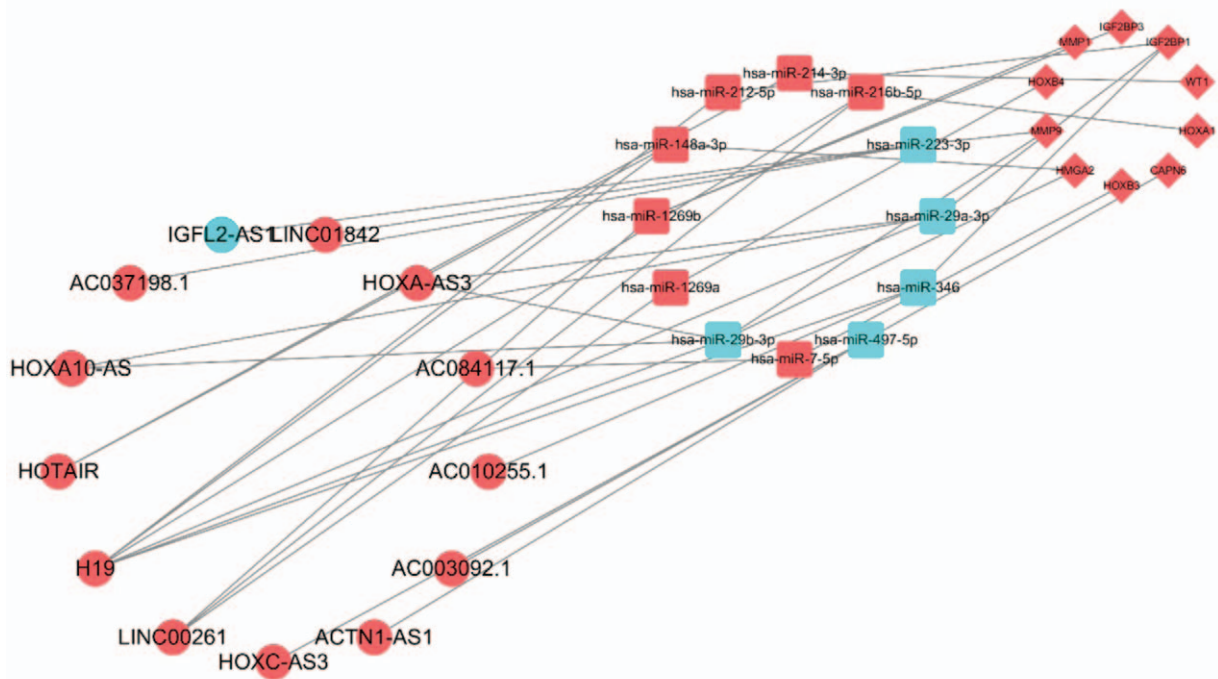 IGF2BP3
MMP1
IGF2BP1
hsa-miR-214-3p
HOXB4
WT1
hsa-miR-212-5p
hsa-miR-216b-5p
HOXA1
MMP9
hsa-miR-148a-3p
hsa-miR-223-3p
HMGA2
CAPN6
HOXB3
hsa-miR-1269b
hsa-miR-29a-3p
IGFL2-AS1
LINC01842
AC037198.1
HOXA-AS3
hsa-miR-1269a
hsa-miR-346
hsa-miR-29b-3p
hsa-miR-497-5p
hsa-miR-7-5p
HOXA10-AS
AC084117.1
HOTAIR
AC010255.1
H19
AC003092.1
LINC00261
ACTN1-AS1
HOXC-AS3